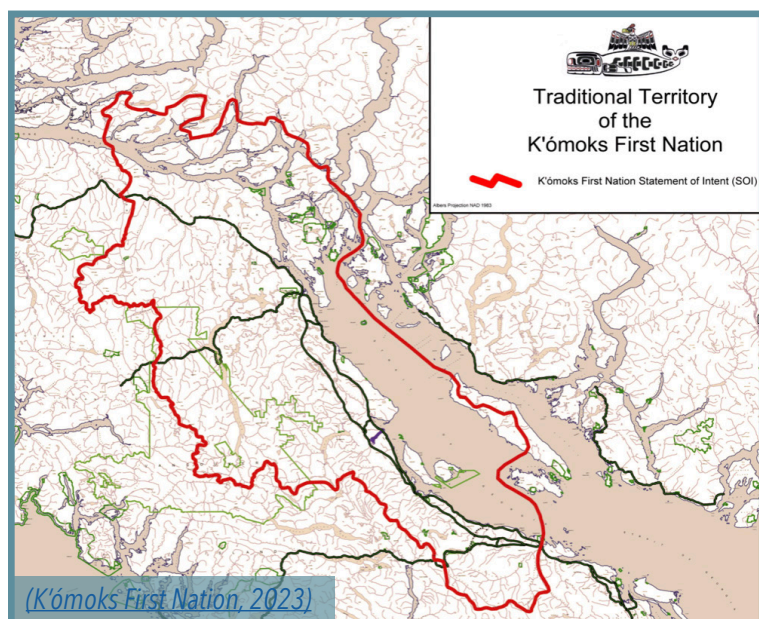 Traditional Territory
of the
K'ómoks First Nation
K'ómoks First Nation Statement of Intent (SOI)
Albers Projection NAD 1983
(K'ómoks First Nation, 2023)